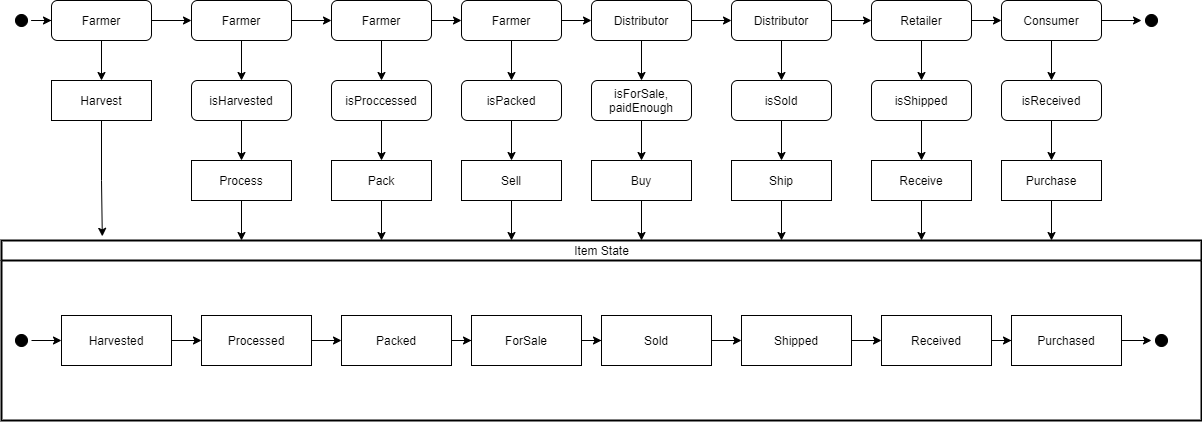 Farmer
Farmer
Farmer
Farmer
Distributor
Distributor
Retailer
Consumer
Harvest
isHarvested
isProccessed
isPacked
isForSale,
paidEnough
isSold
isShipped
isReceived
Process
Pack
Sell
Buy
Ship
Receive
Purchase
Item State
Harvested
Processed
Packed
ForSale
Sold
Shipped
Received
Purchased